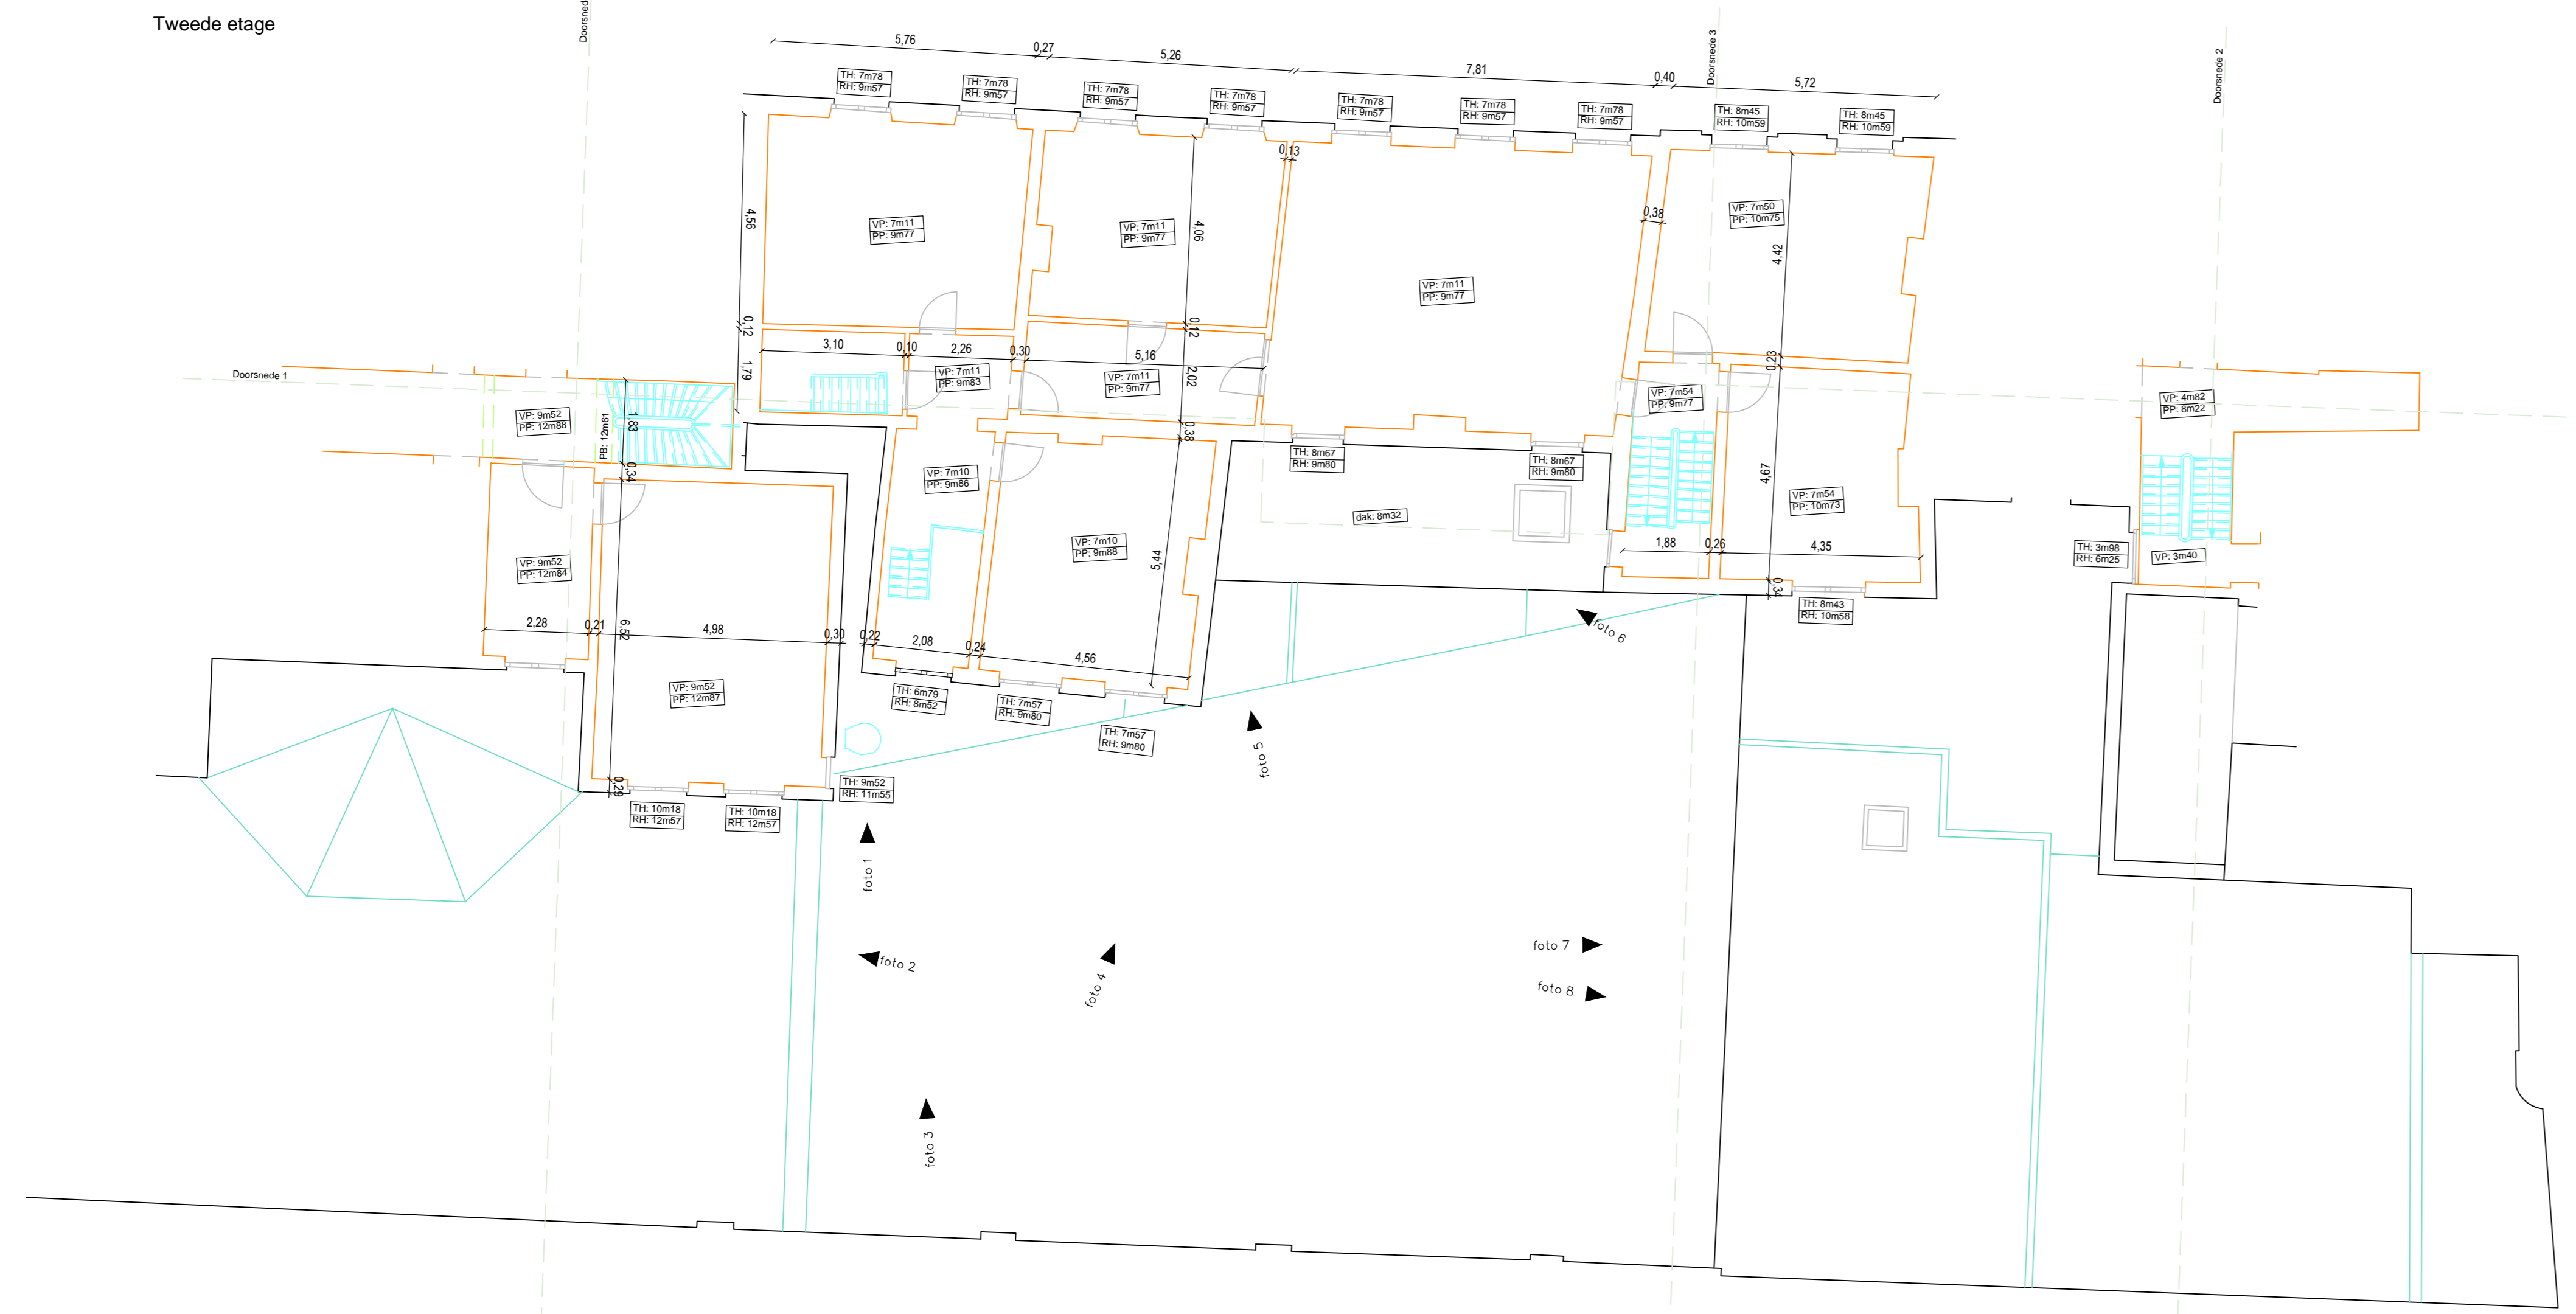 Tweede etage
Doorsned
Doorsnede 3
Doorsnede 2
5,76
0,27
5,26
7,81
0,40
5,72
TH: 7m78
RH: 9m57
TH: 7m78
RH: 9m57
TH: 7m78
RH: 9m57
TH: 7m78
RH: 9m57
TH: 7m78
RH: 9m57
TH: 7m78
RH: 9m57
TH: 7m78
RH: 9m57
TH: 8m45
RH: 10m59
TH: 8m45
RH: 10m59
0,13
4,56
VP: 7m11
PP: 9m77
VP: 7m11
PP: 9m77
4,06
VP: 7m11
PP: 9m77
0,38
VP: 7m50
PP: 10m75
4,42
0,12
0,12
3,10
0,10
2,26
0,30
5,16
1,79
VP: 7m11
PP: 9m83
VP: 7m11
PP: 9m77
2,02
0,23
Doorsnede 1
VP: 9m52
PP: 12m88
PB: 12m61
1,83
0,34
0,38
VP: 7m54
PP: 9m77
VP: 4m82
PP: 8m22
VP: 7m10
PP: 9m86
TH: 8m67
RH: 9m80
TH: 8m67
RH: 9m80
4,67
VP: 7m54
PP: 10m73
dak: 8m32
VP: 7m10
PP: 9m88
5,44
1,88
0,26
4,35
0,34
TH: 3m98
RH: 6m25
VP: 3m40
VP: 9m52
PP: 12m84
2,28
0,21
6,52
4,98
0,30
0,22
2,08
0,24
4,56
TH: 8m43
RH: 10m58
foto 6
VP: 9m52
PP: 12m87
TH: 6m79
RH: 8m52
TH: 7m57
RH: 9m80
TH: 7m57
RH: 9m80
foto 5
0,29
TH: 9m52
RH: 11m55
TH: 10m18
RH: 12m57
TH: 10m18
RH: 12m57
foto 1
foto 2
foto 4
foto 7
foto 8
foto 3